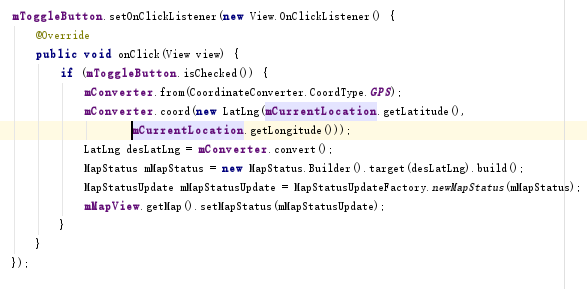 mToggleButton.setOnClickListener(new View.OnClickListener() {
    @Override
    public void onClick(View view) {
        if (mToggleButton.isChecked()) {
            mConverter.from(CoordinateConverter.CoordType.GPS);
            mConverter.coord(new LatLng(mCurrentLocation.getLatitude(),
                    mCurrentLocation.getLongitude()));
            LatLng desLatLng = mConverter.convert();
            MapStatus mMapStatus = new MapStatus.Builder().target(desLatLng).build();
            MapStatusUpdate mMapStatusUpdate = MapStatusUpdateFactory.newMapStatus(mMapStatus);
            mMapView.getMap().setMapStatus(mMapStatusUpdate);
        }
    }
});